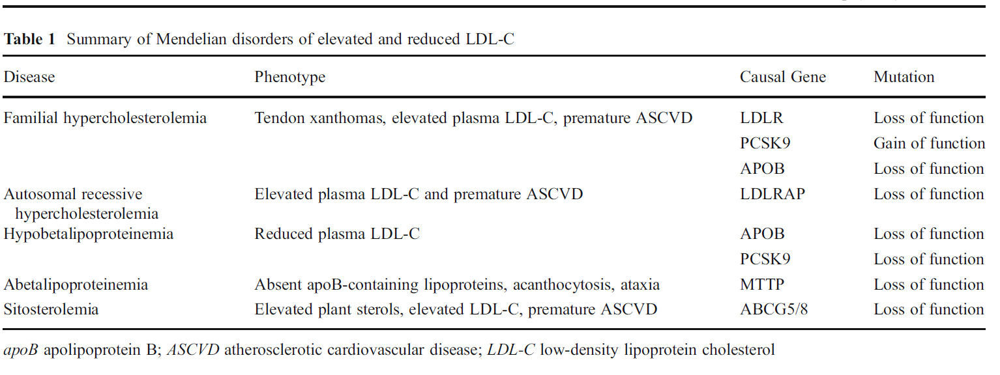 Table 1 Summary of Mendelian disorders of elevated and reduced LDL-C
Disease Phenotype Causal Gene Mutation
Familial hypercholesterolemia Tendon xanthomas, elevated plasma LDL-C, premature ASCVD LDLR Loss of function
PCSK9 Gain of function
APOB Loss of function
Autosomal recessive Elevated plasma LDL-C and premature ASCVD LDLRAP Loss of function
hypercholesterolemia
Hypobetalipoproteinemia Reduced plasma LDL-C APOB Loss of function
PCSK9 Loss of function
Abetalipoproteinemia Absent apoB-containing lipoproteins, acanthocytosis, ataxia MTTP Loss of function
Sitosterolemia Elevated plant sterols, elevated LDL-C, premature ASCVD ABCG5/8 Loss of function
apoB apolipoprotein B; ASCVD atherosclerotic cardiovascular disease; LDL-C low-density lipoprotein cholesterol